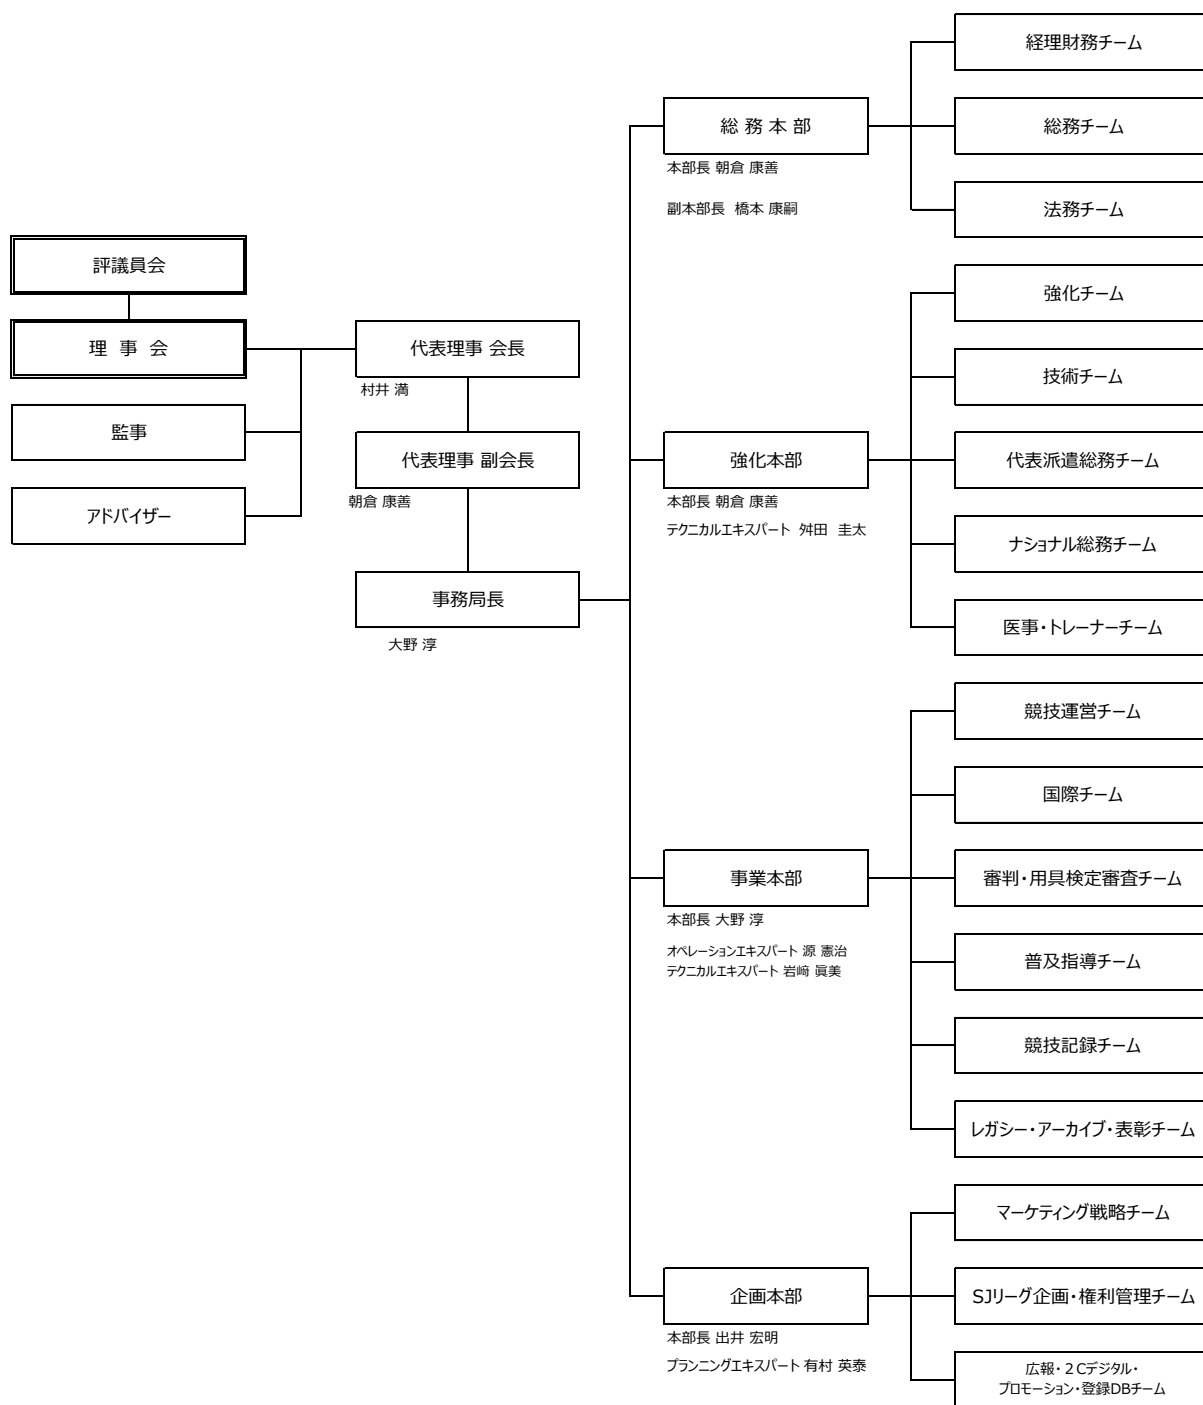 評議員会
理 事 会
監事
アドバイザー
代表理事 会長
村井 満
代表理事 副会長
朝倉 康善
事務局長
大野 淳
総 務 本 部
本部長 朝倉 康善
副本部長 橋本 康嗣
経理財務チーム
総務チーム
法務チーム
強化本部
本部長 朝倉 康善
テクニカルエキスパート 舛田 圭太
強化チーム
技術チーム
代表派遣総務チーム
ナショナル総務チーム
医事・トレーナーチーム
事業本部
本部長 大野 淳
オペレーションエキスパート 源 憲治
テクニカルエキスパート 岩﨑 眞美
競技運営チーム
国際チーム
審判・用具検定審査チーム
普及指導チーム
競技記録チーム
レガシー・アーカイブ・表彰チーム
企画本部
本部長 出井 宏明
プランニングエキスパート 有村 英泰
マーケティング戦略チーム
SJリーグ企画・権利管理チーム
広報・２Cデジタル・
プロモーション・登録DBチーム